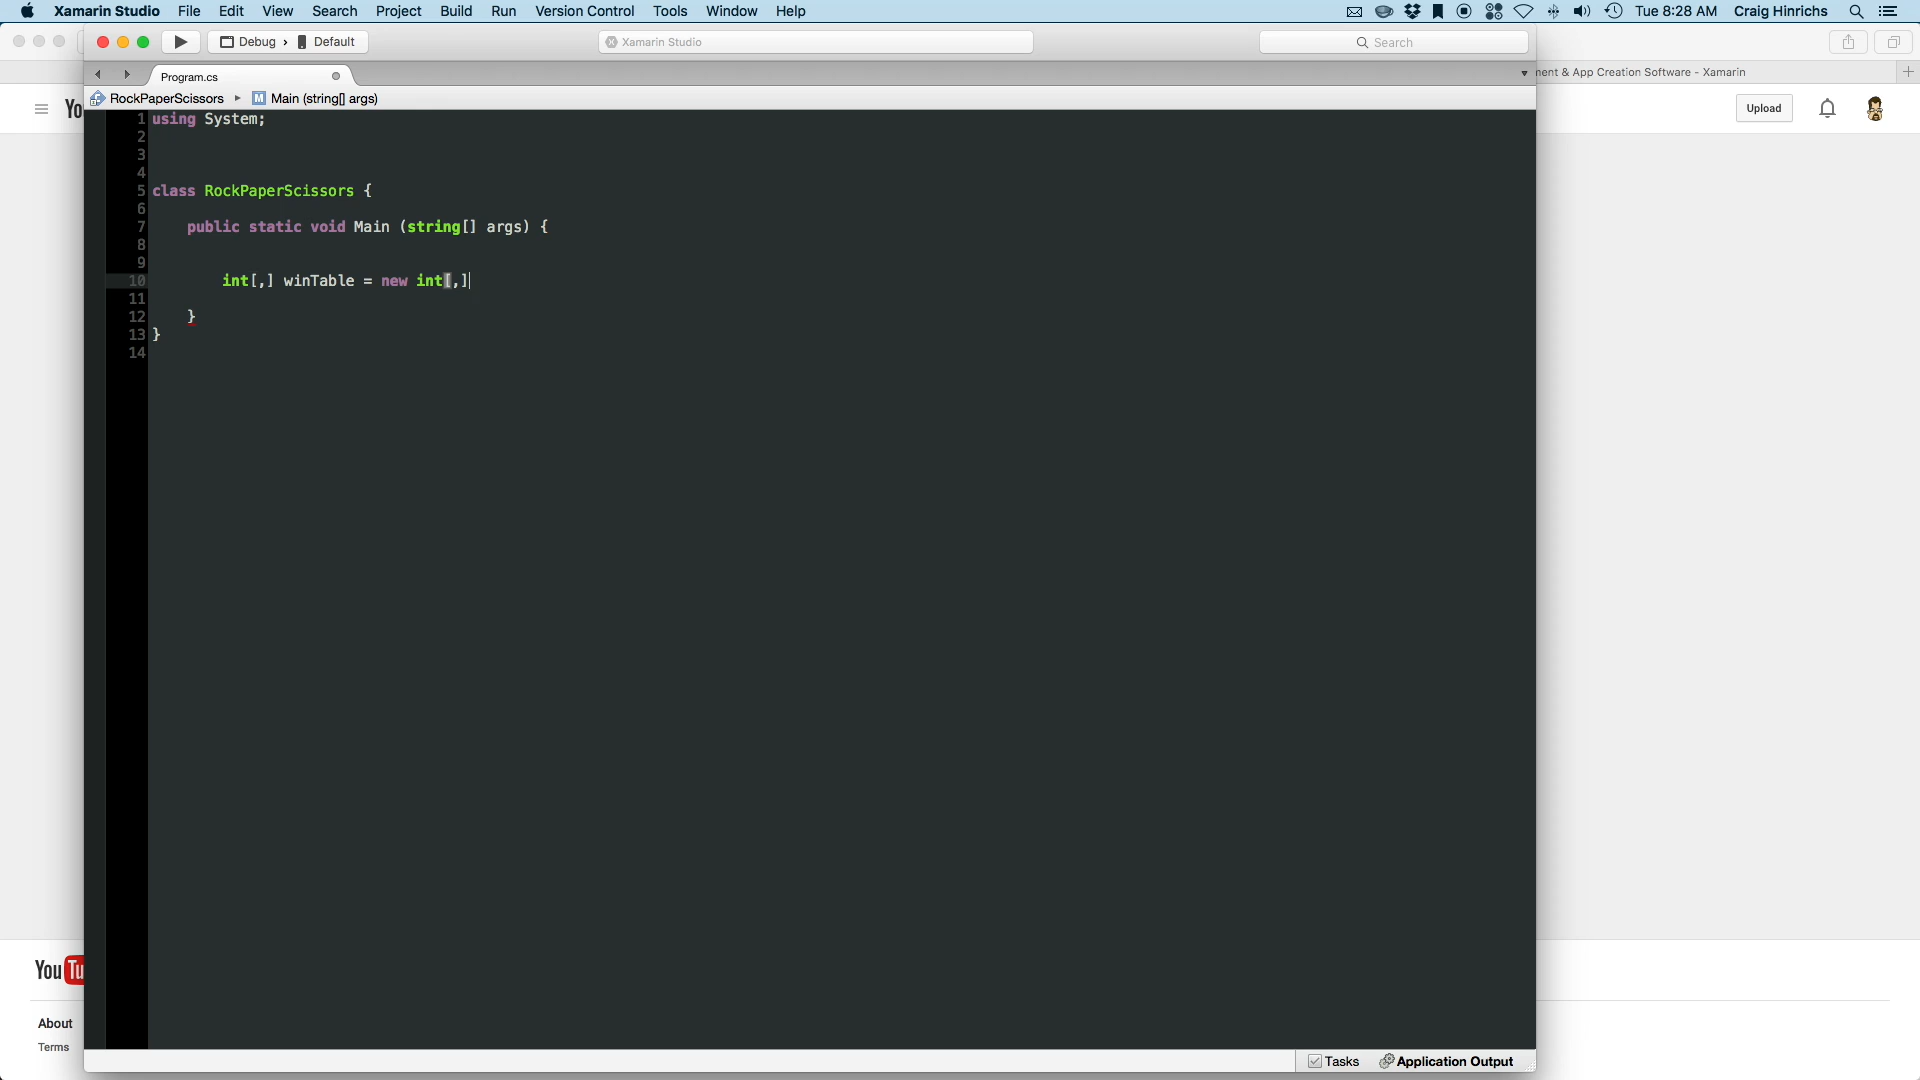 Xamarin Studio File Edit View Search Project Build Run Version Control Tools Window Help Tue 8:28 AM Craig Hinrichs
Debug › Default Xamarin Studio Search
Program.cs
ment & App Creation Software - Xamarin
RockPaperScissors ▸ M Main (string[] args)
Upload
1 using System;
2
3
4
5 class RockPaperScissors {
6
7 public static void Main (string[] args) {
8
9
10 int[,] winTable = new int[,]
11
12 }
13 }
14
You Tu
About
Terms
Tasks Application Output